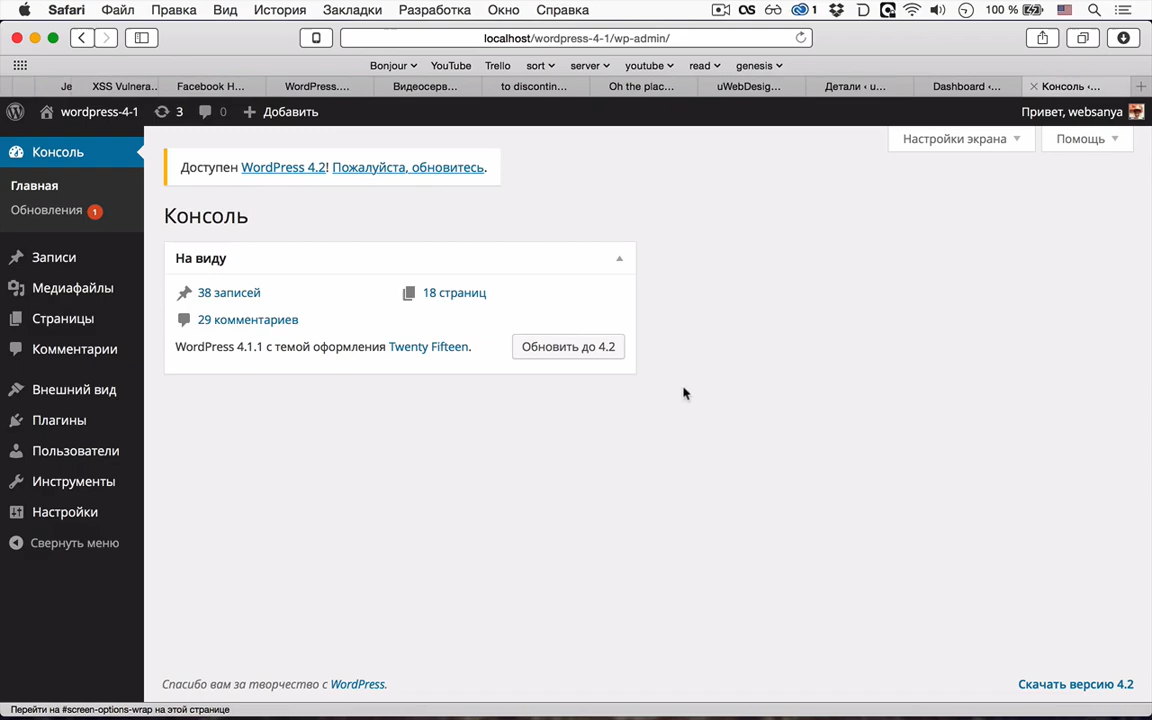 Safari Файл Правка Вид История Закладки Разработка Окно Справка 1 100 %
localhost/wordpress-4-1/wp-admin/
Bonjour YouTube Trello sort server youtube read genesis
Je XSS Vulnera... Facebook H... WordPress.... Видеосерв... to discontin... Oh the plac... uWebDesig... Детали ‹ u... Dashboard ‹... Консоль ‹...
wordpress-4-1 3 0 Добавить Привет, websanya
Консоль
Настройки экрана Помощь
Доступен WordPress 4.2! Пожалуйста, обновитесь.
Главная
Обновления 1
Консоль
Записи
Медиафайлы
Страницы
Комментарии
Внешний вид
Плагины
Пользователи
Инструменты
Настройки
Свернуть меню
На виду
38 записей 18 страниц
29 комментариев
WordPress 4.1.1 с темой оформления Twenty Fifteen. Обновить до 4.2
Спасибо вам за творчество с WordPress. Скачать версию 4.2
Перейти на #screen-options-wrap на этой странице